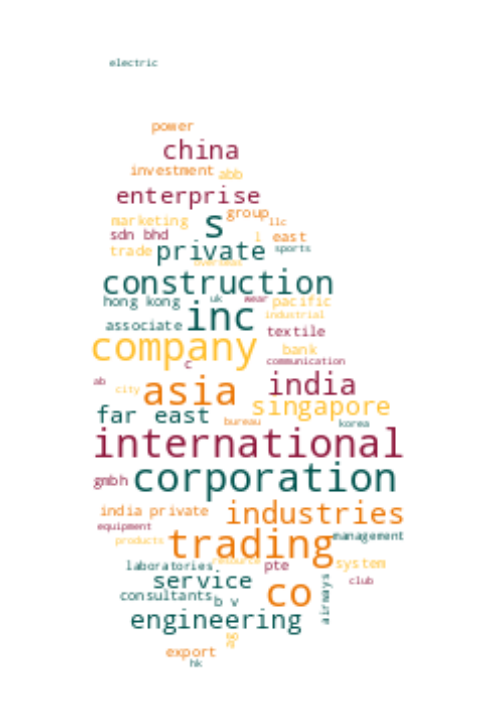 electric
power
china
investment abb
enterprise
group
marketing s llc
sdn bhd l east
trade private sports
overseas
construction
hong kong uk wear pacific
inc industrial
associate textile
company bank
c communication
ab india
city asia singapore
far east bureau korea
international
corporation
gmbh
india private industries
equipment
products trading management
laboratories resource pte system
service co club
consultants b v airways
engineering
export
hk